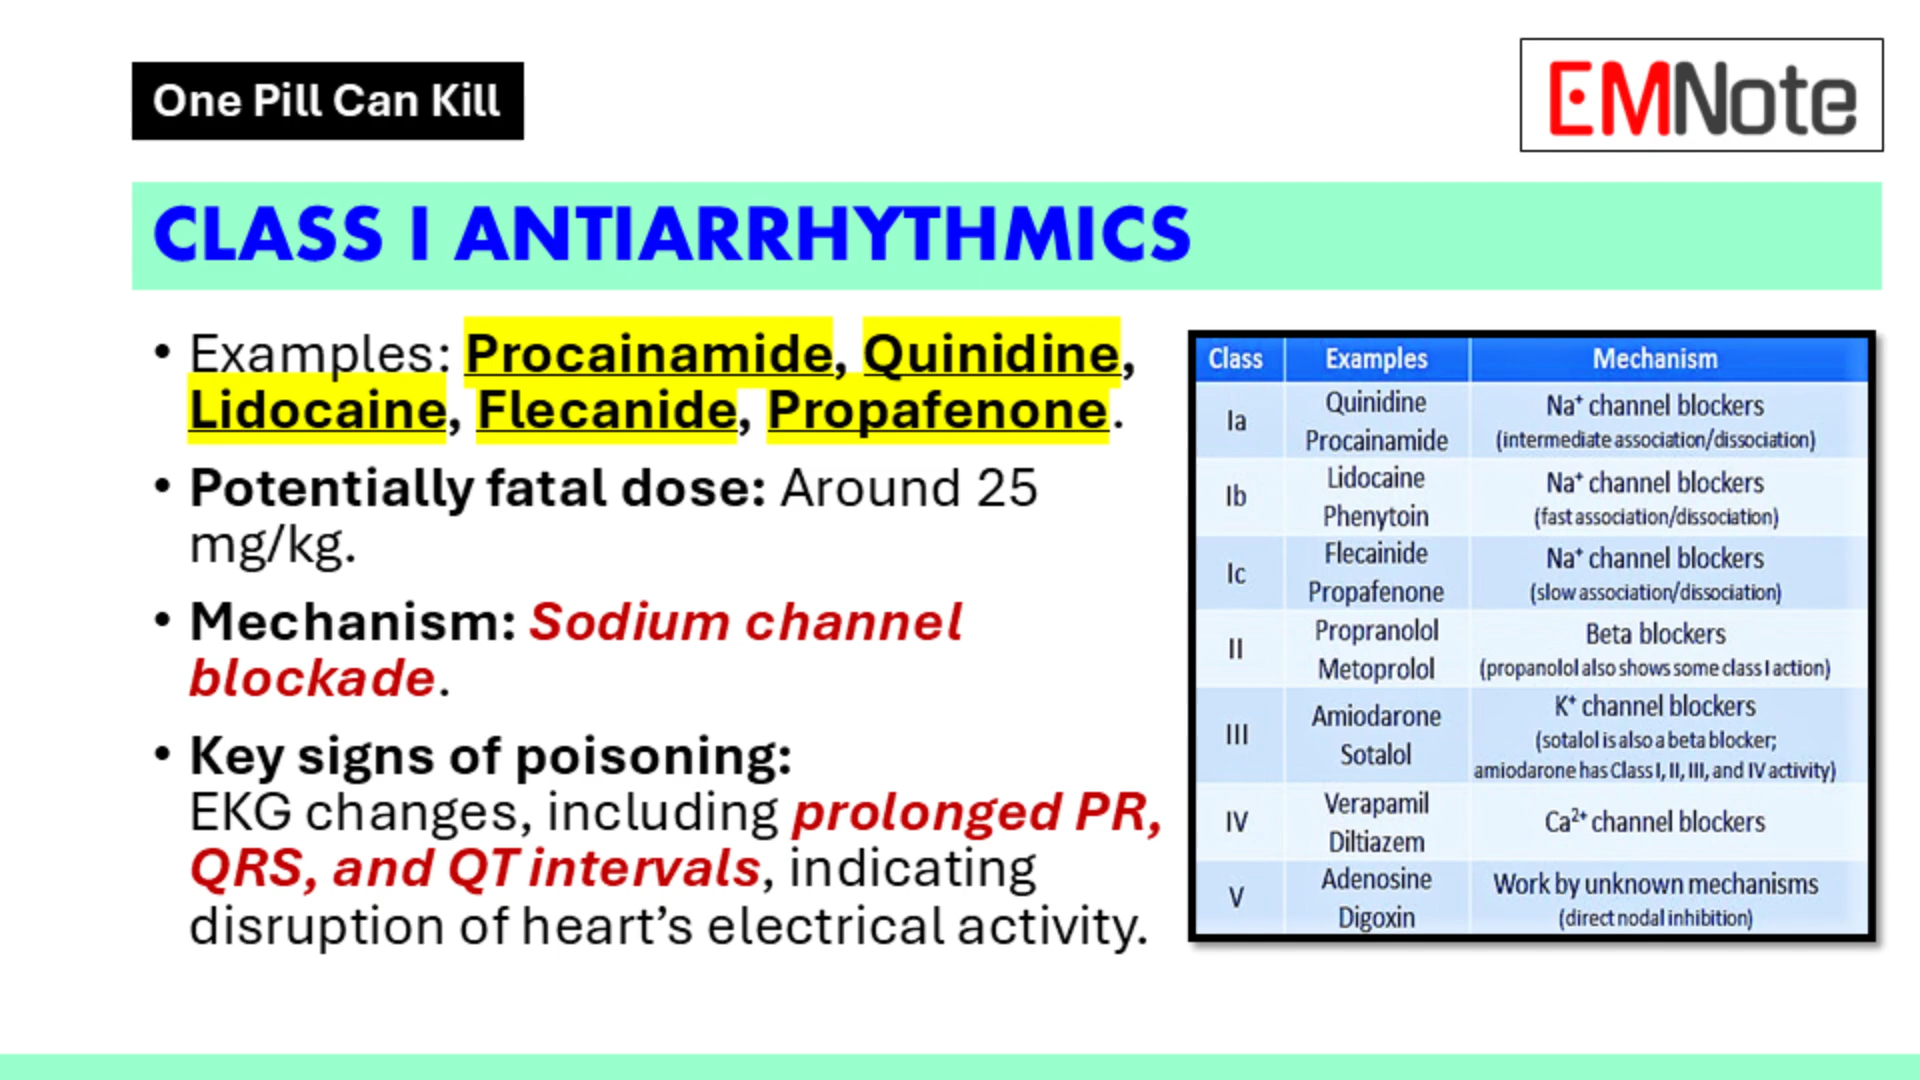 One Pill Can Kill
EMNote
CLASS I ANTIARRHYTHMICS
• Examples: Procainamide, Quinidine,
Lidocaine, Flecanide, Propafenone.
• Potentially fatal dose: Around 25
mg/kg.
• Mechanism: Sodium channel
blockade.
• Key signs of poisoning:
EKG changes, including prolonged PR,
QRS, and QT intervals, indicating
disruption of heart’s electrical activity.
Class Examples Mechanism
Ia
Quinidine
Procainamide
Na⁺ channel blockers
(intermediate association/dissociation)
Ib
Lidocaine
Phenytoin
Na⁺ channel blockers
(fast association/dissociation)
Ic
Flecainide
Propafenone
Na⁺ channel blockers
(slow association/dissociation)
II
Propranolol
Metoprolol
Beta blockers
(propanolol also shows some class I action)
III
Amiodarone
Sotalol
K⁺ channel blockers
(sotalol is also a beta blocker;
amiodarone has Class I, II, III, and IV activity)
IV
Verapamil
Diltiazem
Ca²⁺ channel blockers
V
Adenosine
Digoxin
Work by unknown mechanisms
(direct nodal inhibition)